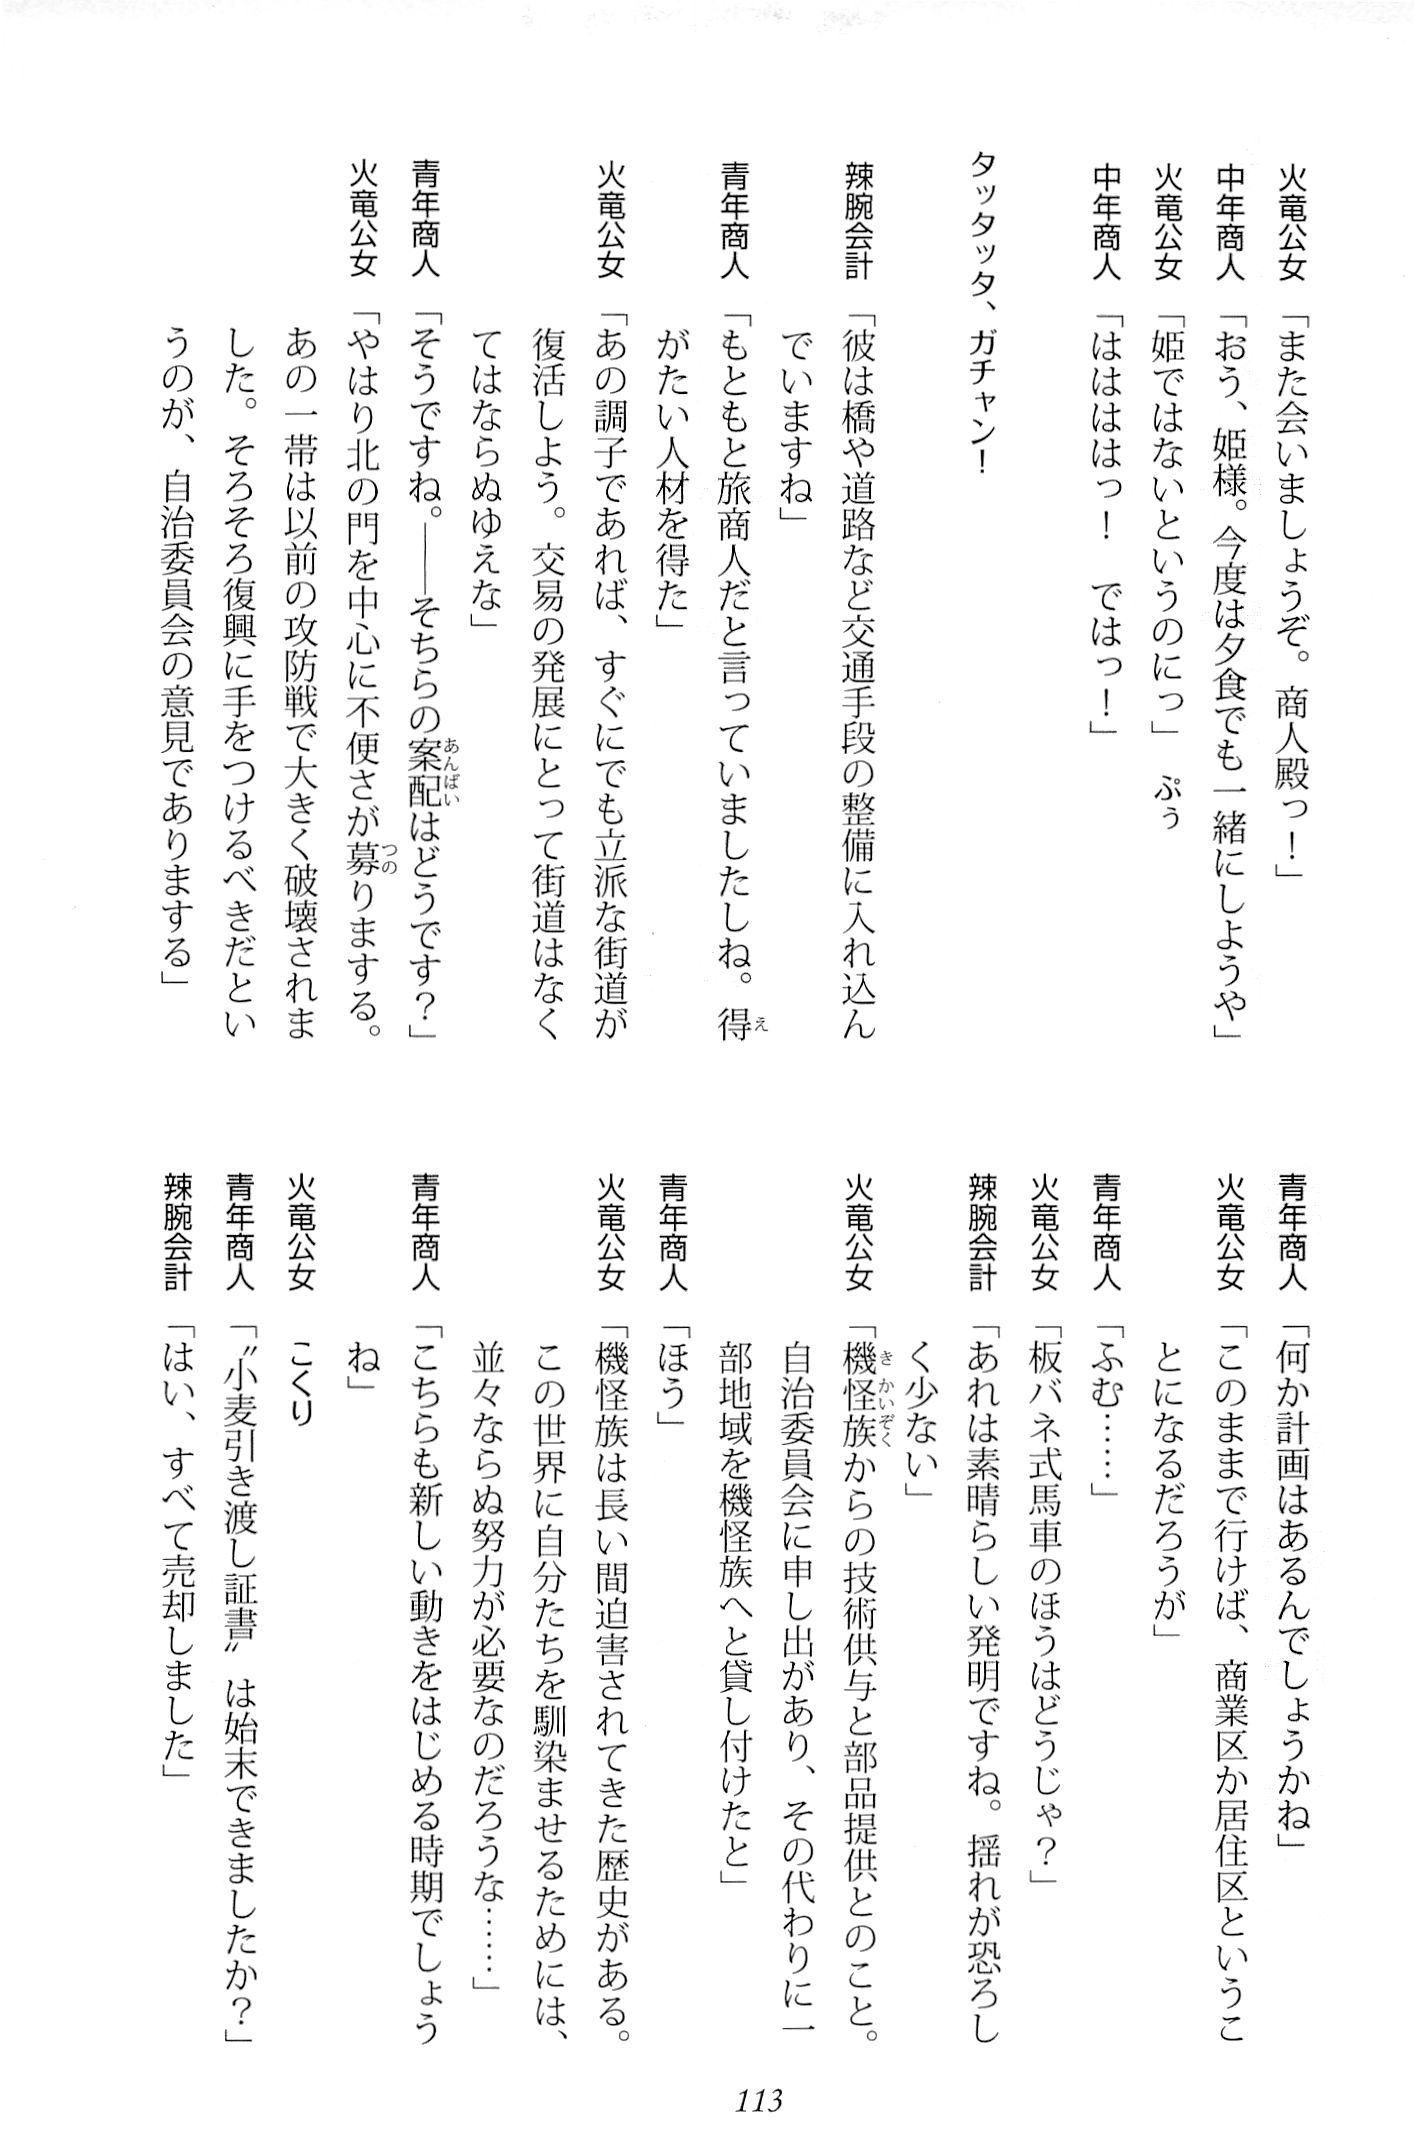 火竜公女「また会いましょうぞ。商人殿っ！」
中年商人「おう、姫様。今度は夕食でも一緒にしようや」
火竜公女「姫ではないというのにっ」　ぷぅ
中年商人「はははは っ！　ではっ！」
タッタッタ、ガチャン！
辣腕会計「彼は橋や道路など交通手段の整備に入れ込ん
でいますね」
青年商人「もともと旅商人だと言っていましたしね。得
がたい人材を得た」
火竜公女「あの調子であれば、すぐにでも立派な街道が
復活しよう。交易の発展にとって街道はなく
てはならぬゆえな」
青年商人「そうですね。――そちらの案配はどうです？」
火竜公女「やはり北の門を中心に不便さが募りまする。
あの一帯は以前の攻防戦で大きく破壊されま
した。そろそろ復興に手をつけるべきだとい
うのが、自治委員会の意見でありまする」
青年商人「何か計画はあるんでしょうかね」
火竜公女「このままで行けば、商業区か居住区というこ
とになるだろうが」
青年商人「ふむ……」
火竜公女「板バネ式馬車のほうはどうじゃ？」
辣腕会計「あれは素晴らしい発明ですね。揺れが恐ろし
く少ない」
火竜公女「機怪族からの技術供与と部品提供とのこと。
自治委員会に申し出があり、その代わりに一
部地域を機怪族へと貸し付けたと」
青年商人「ほう」
火竜公女「機怪族は長い間迫害されてきた歴史がある。
この世界に自分たちを馴染ませるためには、
並々ならぬ努力が必要なのだろうな……」
青年商人「こちらも新しい動きをはじめる時期でしょう
ね」
火竜公女　こくり
青年商人「〝小麦引き渡し証書〟は始末できましたか？」
辣腕会計「はい、すべて売却しました」
113